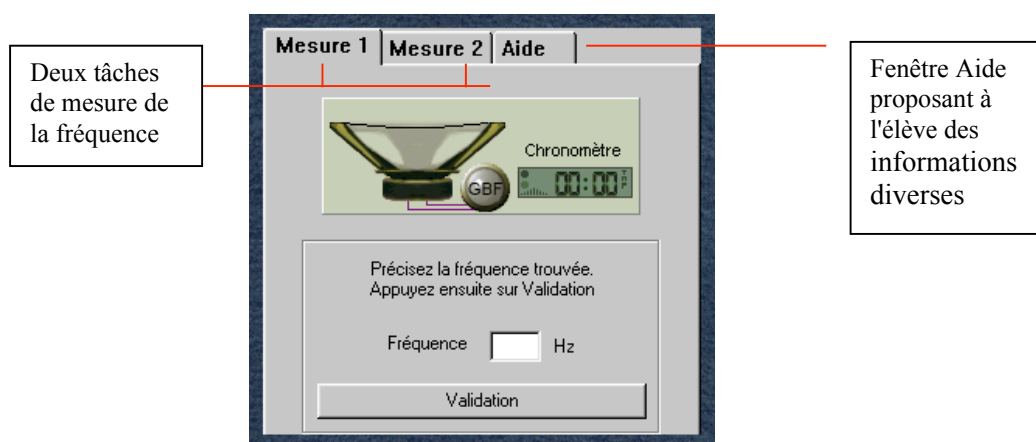 Deux tâches
de mesure de
la fréquence
Mesure 1
Mesure 2
Aide
Chronomètre
GBF
00:00
Précisez la fréquence trouvée.
Appuyez ensuite sur Validation
Fréquence
Hz
Validation
Fenêtre Aide
proposant à
l'élève des
informations
diverses